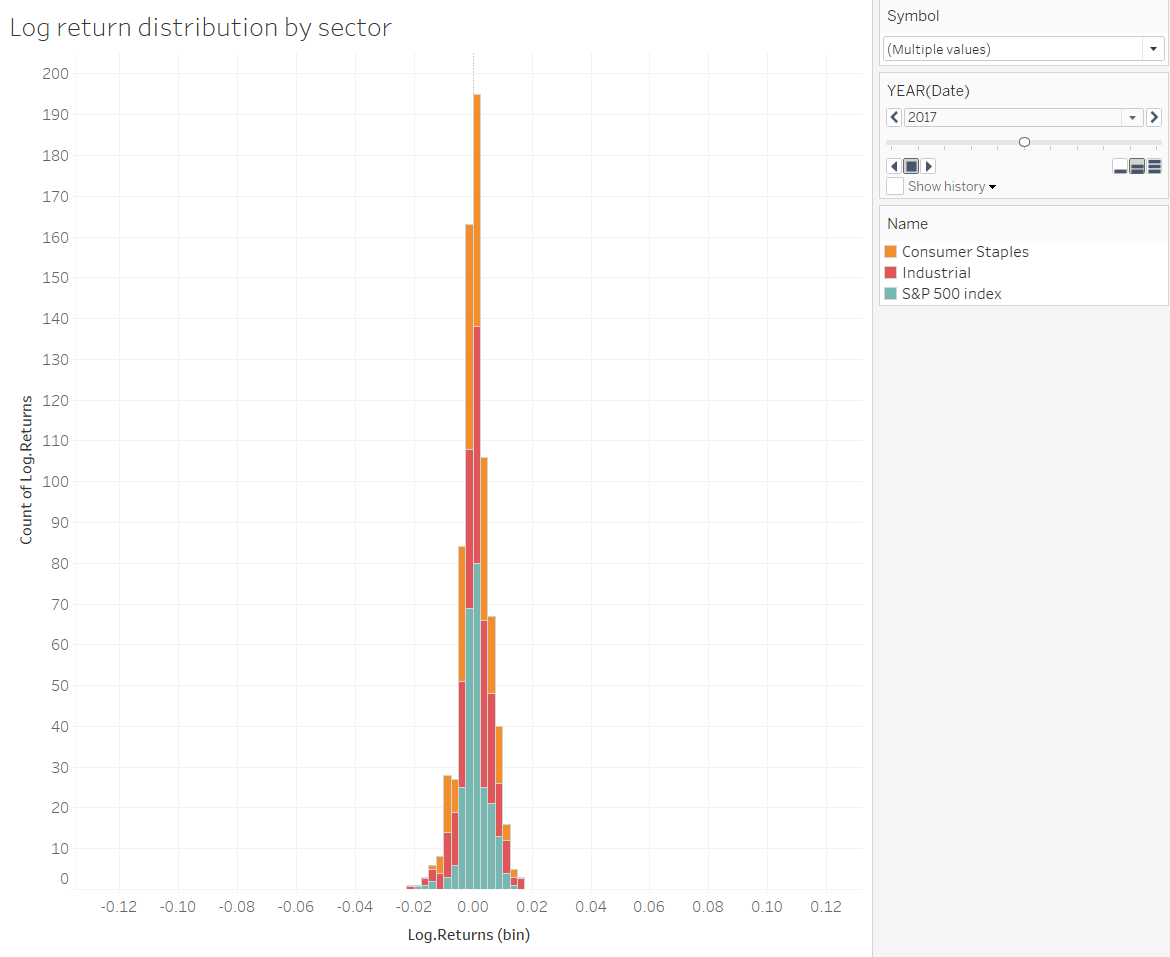 Log return distribution by sector
200
190
180
170
160
150
140
130
120
110
100
90
80
70
60
50
40
30
20
10
0
Count of Log.Returns
-0.12 -0.10 -0.08 -0.06 -0.04 -0.02 0.00 0.02 0.04 0.06 0.08 0.10 0.12
Log.Returns (bin)
Symbol
(Multiple values)
YEAR(Date)
2017
Show history
Name
Consumer Staples
Industrial
S&P 500 index